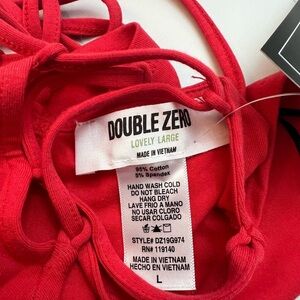 DOUBLE ZERO
LOVELY LARGE
MADE IN VIETNAM
95% Cotton
5% Spandex
HAND WASH COLD
DO NOT BLEACH
HANG DRY
LAVE FRIO A MANO
NO USAR CLORO
SECAR COLGADO
STYLE# DZ19G974
RN# 119140
MADE IN VIETNAM
HECHO EN VIETNAM
L